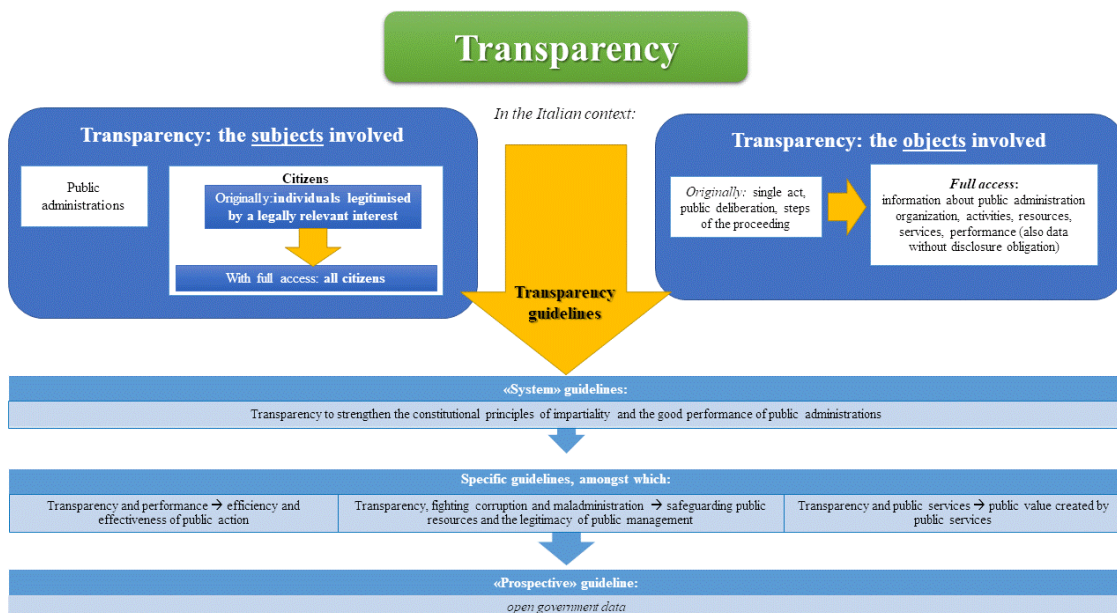 Transparency
In the Italian context:
Transparency: the subjects involved
Public
administrations
Citizens
Originally:individuals legitimised
by a legally relevant interest
With full access: all citizens
Transparency: the objects involved
Originally: single act,
public deliberation, steps
of the proceeding
Full access:
information about public administration
organization, activities, resources,
services, performance (also data
without disclosure obligation)
Transparency
guidelines
«System» guidelines:
Transparency to strengthen the constitutional principles of impartiality and the good performance of public administrations
Specific guidelines, amongst which:
Transparency and performance → efficiency and
effectiveness of public action
Transparency, fighting corruption and maladministration → safeguarding public
resources and the legitimacy of public management
Transparency and public services → public value created by
public services
«Prospective» guideline:
open government data